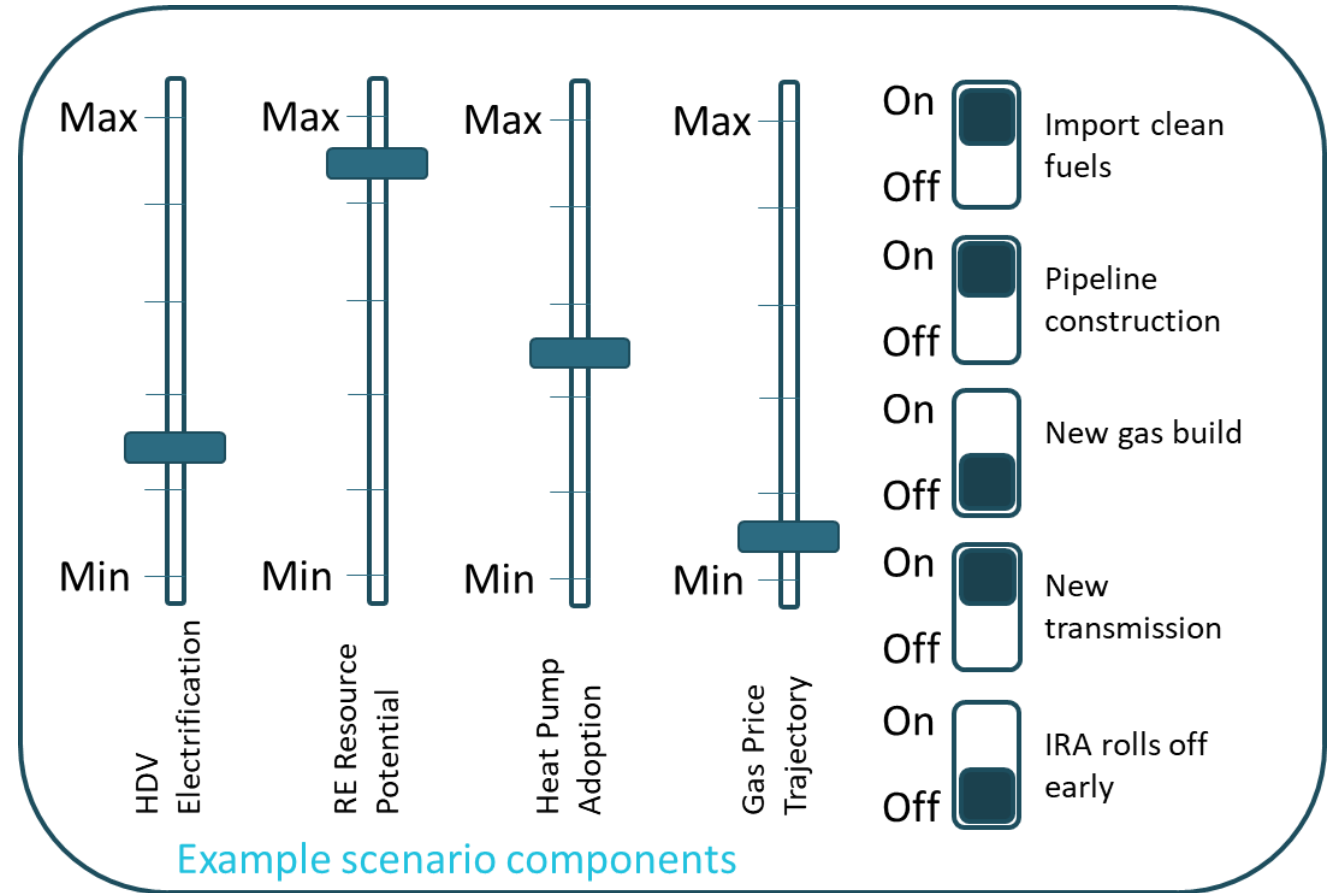 Max
Min
HDV
Electrification
Max
Min
RE Resource
Potential
Max
Min
Heat Pump
Adoption
Max
Min
Gas Price
Trajectory
On
Off
Import clean
fuels
On
Off
Pipeline
construction
On
Off
New gas build
On
Off
New
transmission
On
Off
IRA rolls off
early
Example scenario components